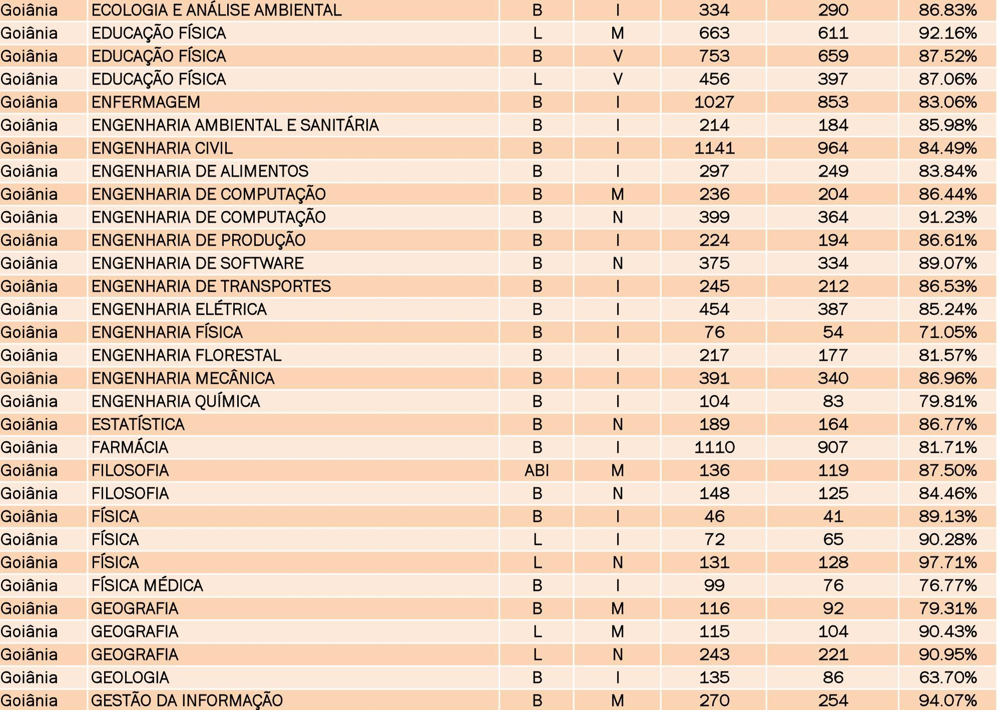 Goiânia ECOLOGIA E ANÁLISE AMBIENTAL B I 334 290 86.83%
Goiânia EDUCAÇÃO FÍSICA L M 663 611 92.16%
Goiânia EDUCAÇÃO FÍSICA B V 753 659 87.52%
Goiânia EDUCAÇÃO FÍSICA L V 456 397 87.06%
Goiânia ENFERMAGEM B I 1027 853 83.06%
Goiânia ENGENHARIA AMBIENTAL E SANITÁRIA B I 214 184 85.98%
Goiânia ENGENHARIA CIVIL B I 1141 964 84.49%
Goiânia ENGENHARIA DE ALIMENTOS B I 297 249 83.84%
Goiânia ENGENHARIA DE COMPUTAÇÃO B M 236 204 86.44%
Goiânia ENGENHARIA DE COMPUTAÇÃO B N 399 364 91.23%
Goiânia ENGENHARIA DE PRODUÇÃO B I 224 194 86.61%
Goiânia ENGENHARIA DE SOFTWARE B N 375 334 89.07%
Goiânia ENGENHARIA DE TRANSPORTES B I 245 212 86.53%
Goiânia ENGENHARIA ELÉTRICA B I 454 387 85.24%
Goiânia ENGENHARIA FÍSICA B I 76 54 71.05%
Goiânia ENGENHARIA FLORESTAL B I 217 177 81.57%
Goiânia ENGENHARIA MECÂNICA B I 391 340 86.96%
Goiânia ENGENHARIA QUÍMICA B I 104 83 79.81%
Goiânia ESTATÍSTICA B N 189 164 86.77%
Goiânia FARMÁCIA B I 1110 907 81.71%
Goiânia FILOSOFIA ABI M 136 119 87.50%
Goiânia FILOSOFIA B N 148 125 84.46%
Goiânia FÍSICA B I 46 41 89.13%
Goiânia FÍSICA L I 72 65 90.28%
Goiânia FÍSICA L N 131 128 97.71%
Goiânia FÍSICA MÉDICA B I 99 76 76.77%
Goiânia GEOGRAFIA B M 116 92 79.31%
Goiânia GEOGRAFIA L M 115 104 90.43%
Goiânia GEOGRAFIA L N 243 221 90.95%
Goiânia GEOLOGIA B I 135 86 63.70%
Goiânia GESTÃO DA INFORMAÇÃO B M 270 254 94.07%